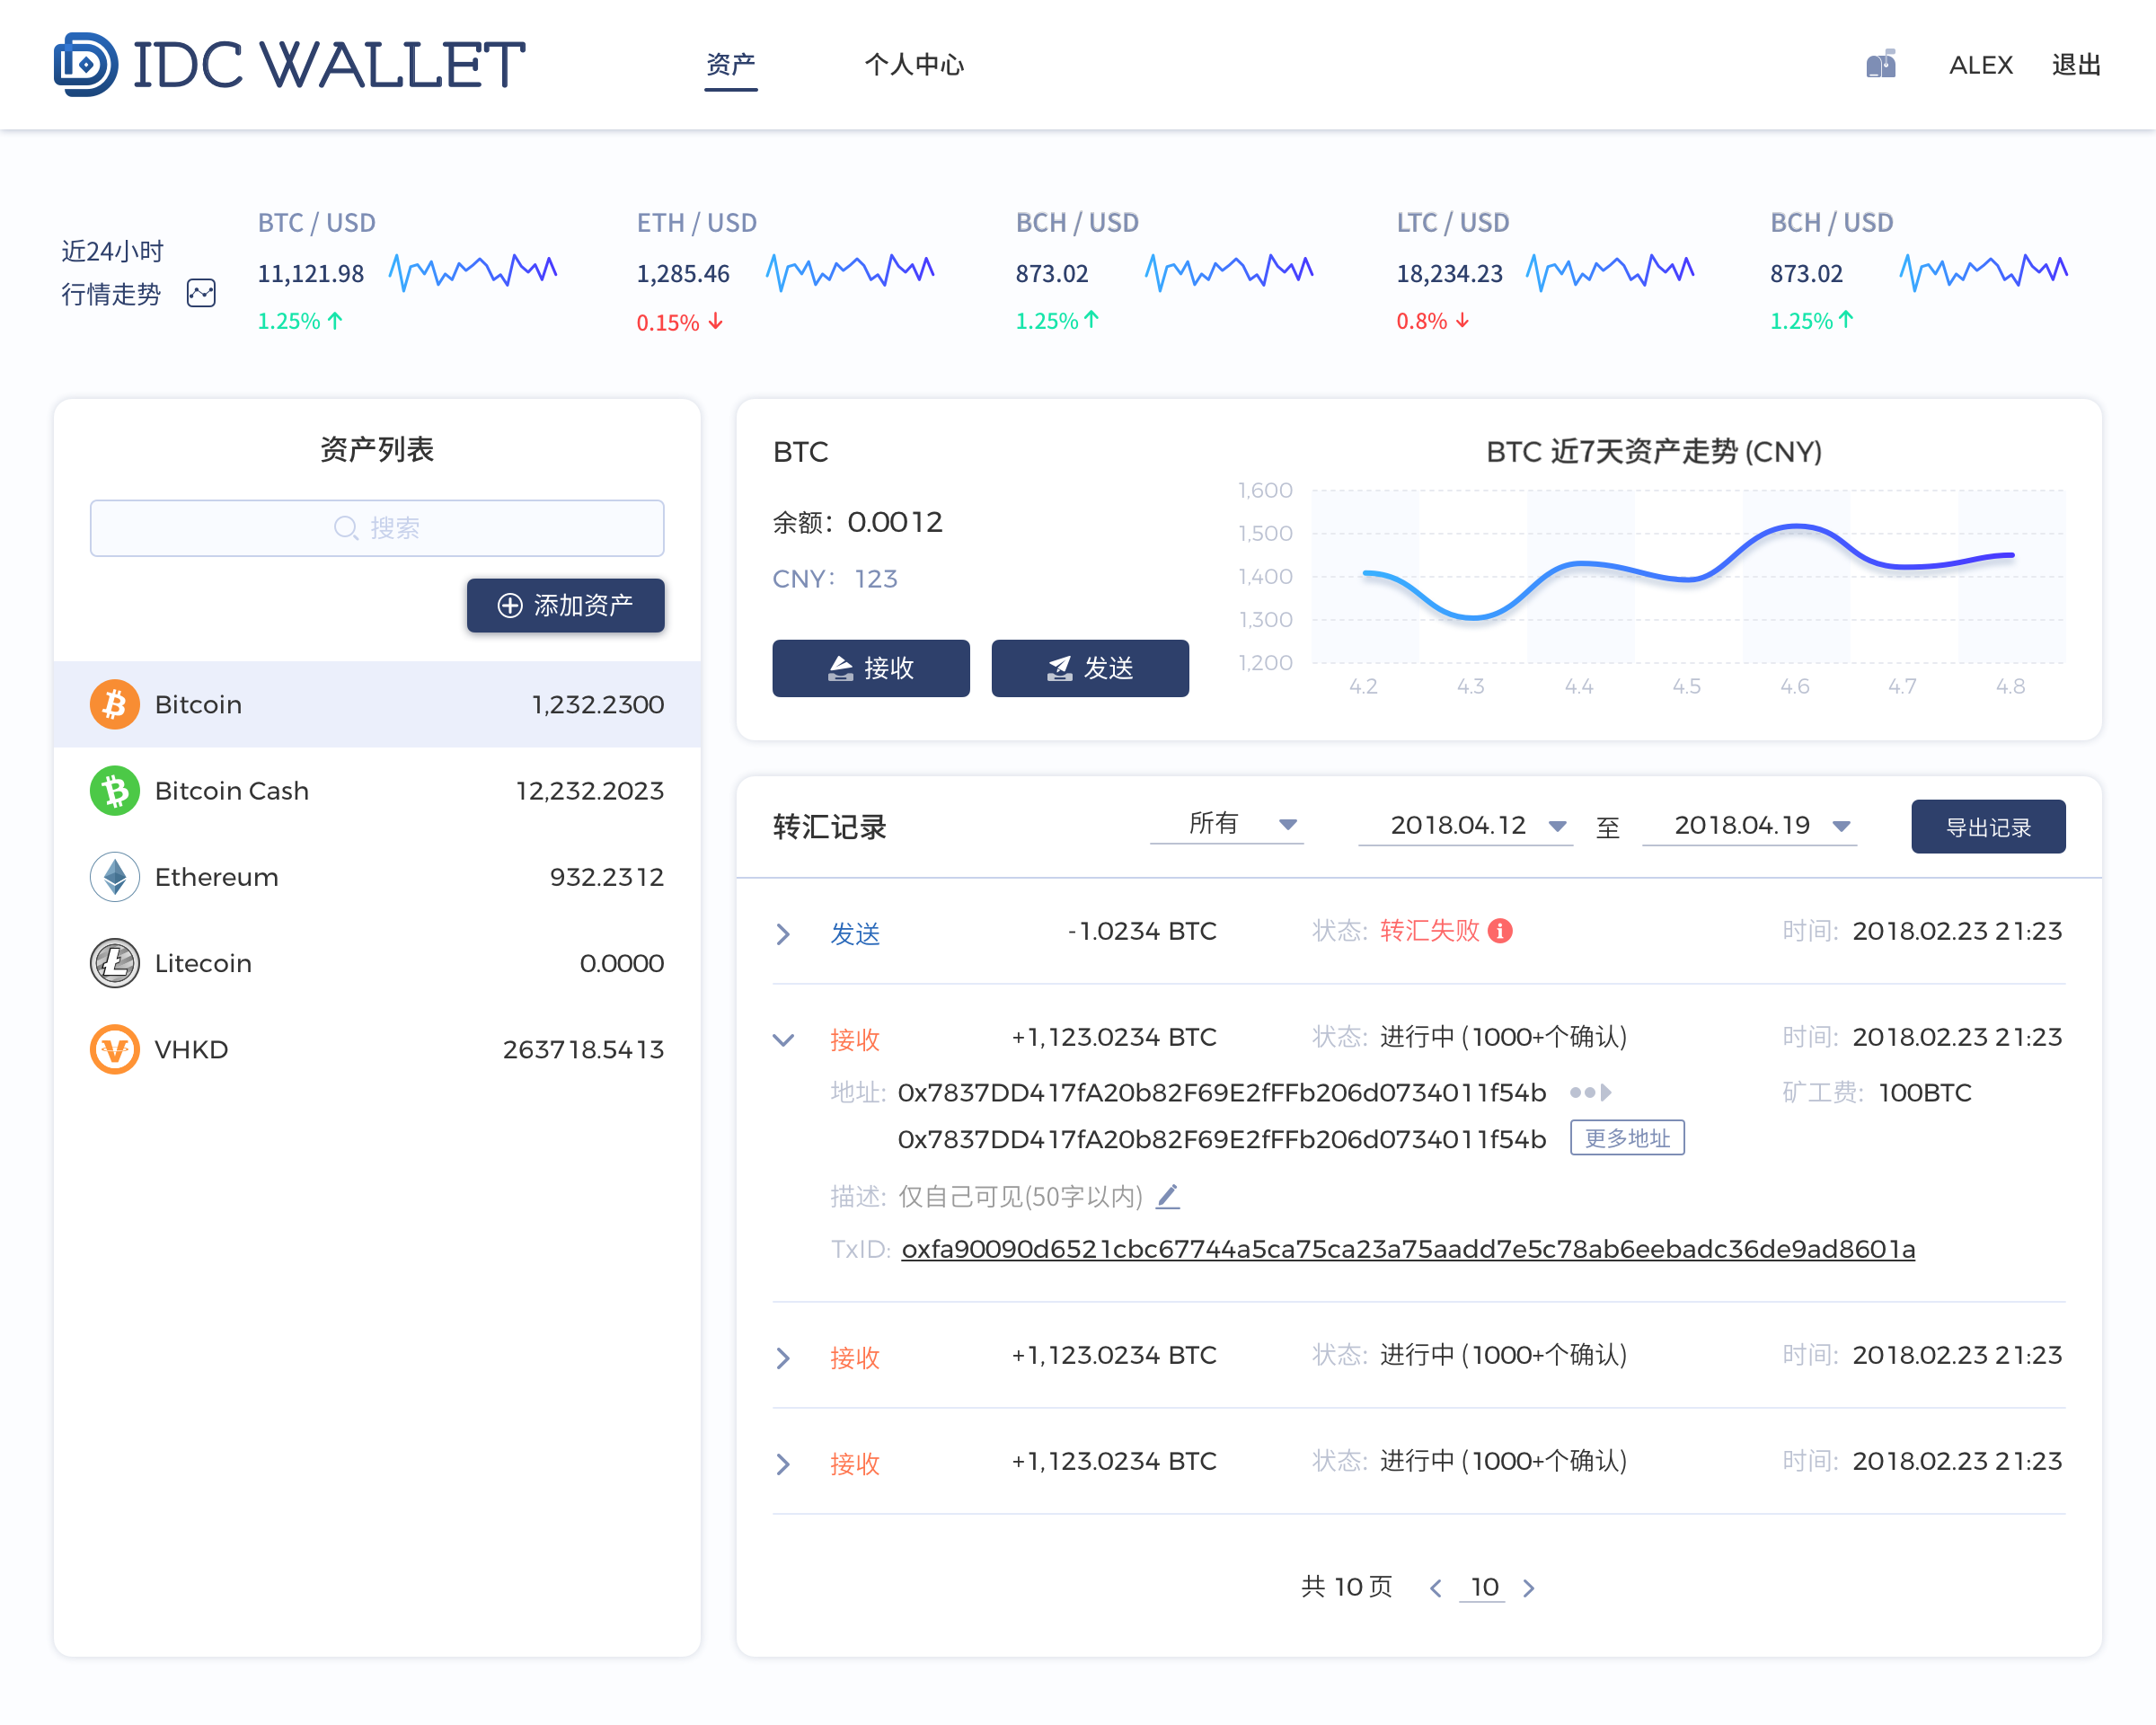 IDC WALLET
资产
个人中心
ALEX
退出
近24小时
行情走势
BTC / USD
11,121.98
1.25%
ETH / USD
1,285.46
0.15%
BCH / USD
873.02
1.25%
LTC / USD
18,234.23
0.8%
BCH / USD
873.02
1.25%
资产列表
搜索
添加资产
Bitcoin 1,232.2300
Bitcoin Cash 12,232.2023
Ethereum 932.2312
Litecoin 0.0000
VHKD 263718.5413
BTC
余额: 0.0012
CNY: 123
接收
发送
BTC 近7天资产走势 (CNY)
1,600
1,500
1,400
1,300
1,200
4.2 4.3 4.4 4.5 4.6 4.7 4.8
转汇记录 所有 2018.04.12 至 2018.04.19 导出记录
发送 -1.0234 BTC 状态: 转汇失败 时间: 2018.02.23 21:23
接收 +1,123.0234 BTC 状态: 进行中 (1000+个确认) 时间: 2018.02.23 21:23
地址: 0x7837DD417fA20b82F69E2fFFb206d0734011f54b 矿工费: 100BTC
0x7837DD417fA20b82F69E2fFFb206d0734011f54b 更多地址
描述: 仅自己可见(50字以内)
TxID: oxfa90090d6521cbc67744a5ca75ca23a75aadd7e5c78ab6eebadc36de9ad8601a
接收 +1,123.0234 BTC 状态: 进行中 (1000+个确认) 时间: 2018.02.23 21:23
接收 +1,123.0234 BTC 状态: 进行中 (1000+个确认) 时间: 2018.02.23 21:23
共 10 页 10